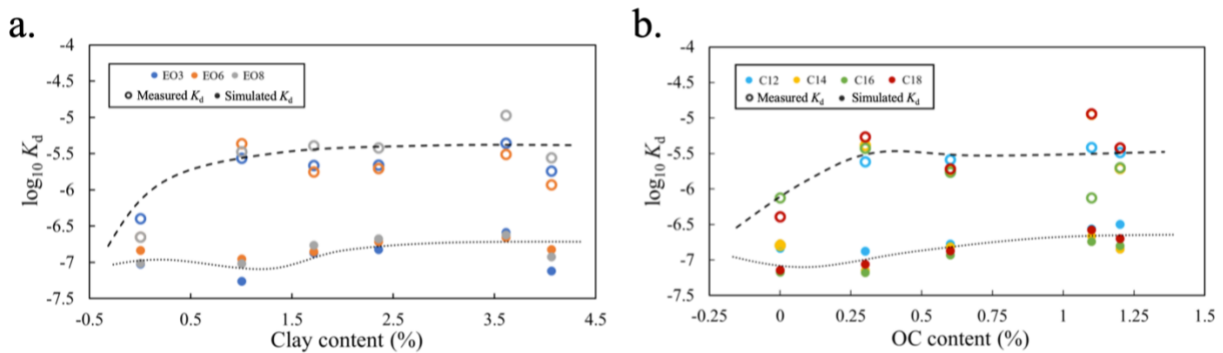 a.
-4
-4.5
-5
-5.5
-6
-6.5
-7
-7.5
log10 Kd
EO3 EO6 EO8
Measured Kd Simulated Kd
-0.5 0.5 1.5 2.5 3.5 4.5
Clay content (%)
b.
-4
-4.5
-5
-5.5
-6
-6.5
-7
-7.5
log10 Kd
C12 C14 C16 C18
Measured Kd Simulated Kd
-0.25 0 0.25 0.5 0.75 1 1.25 1.5
OC content (%)